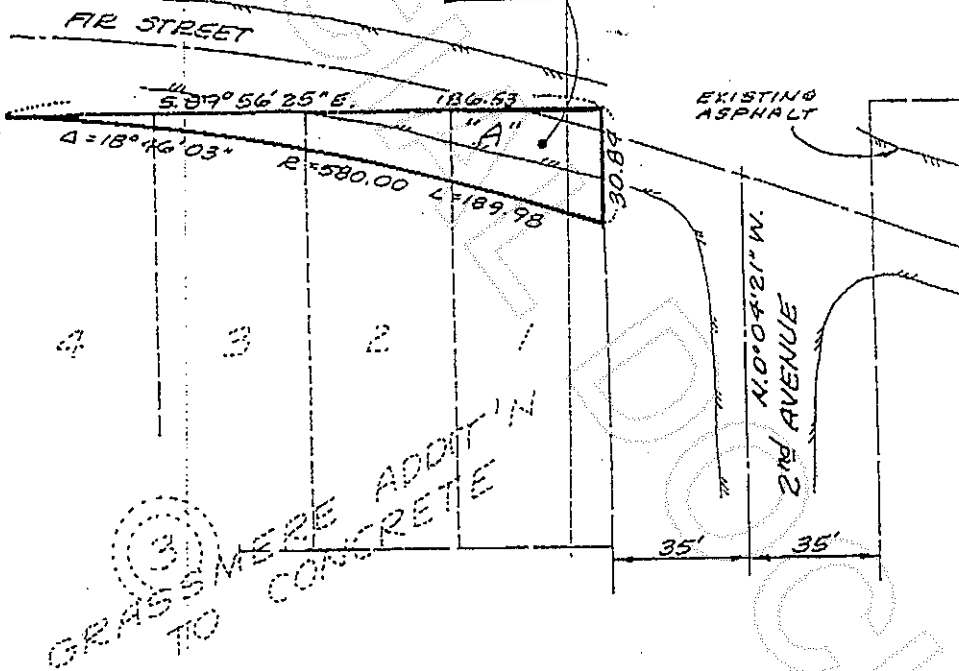 FIR STREET
S.89°56'25"E. 186.53
"A"
EXISTING
ASPHALT
Δ=18°46'03"
R=580.00 L=189.98
30.84
N.0°04'21"W.
2nd AVENUE
4 3 2 1
GRASSMERE ADDIT'N
TO CONCRETE
3
35' 35'